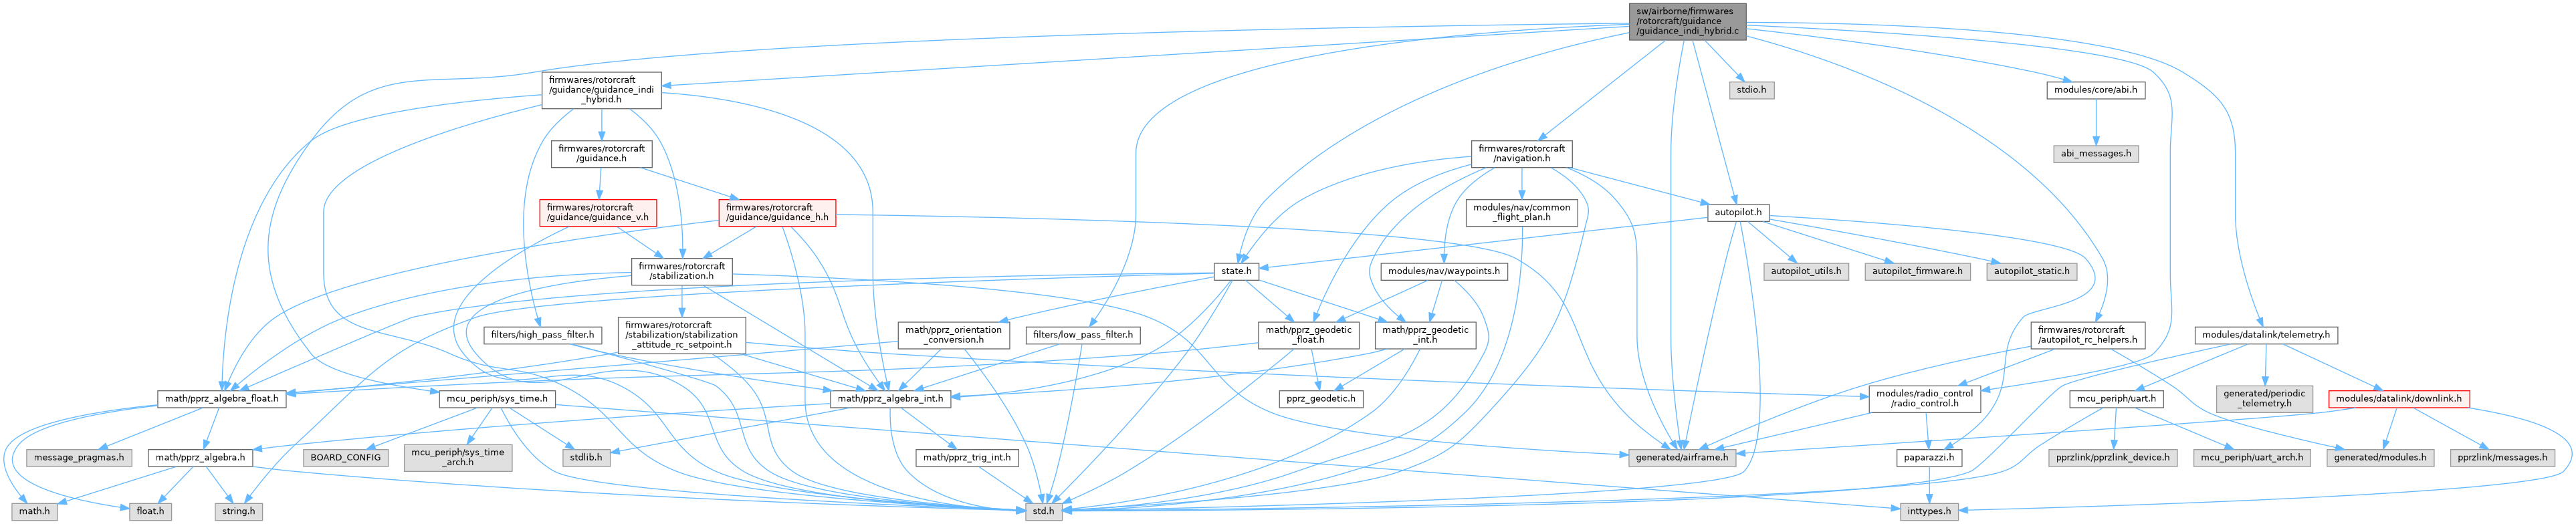 sw/airborne/firmwares
/rotorcraft/guidance
/guidance_indi_hybrid.c
firmwares/rotorcraft
/guidance/guidance_indi
_hybrid.h
stdio.h
modules/core/abi.h
firmwares/rotorcraft
/guidance.h
firmwares/rotorcraft
/navigation.h
abi_messages.h
firmwares/rotorcraft
/guidance/guidance_v.h
firmwares/rotorcraft
/guidance/guidance_h.h
modules/nav/common
_flight_plan.h
autopilot.h
firmwares/rotorcraft
/stabilization.h
state.h
modules/nav/waypoints.h
autopilot_utils.h
autopilot_firmware.h
autopilot_static.h
filters/high_pass_filter.h
firmwares/rotorcraft
/stabilization/stabilization
_attitude_rc_setpoint.h
math/pprz_orientation
_conversion.h
filters/low_pass_filter.h
math/pprz_geodetic
_float.h
math/pprz_geodetic
_int.h
firmwares/rotorcraft
/autopilot_rc_helpers.h
modules/datalink/telemetry.h
math/pprz_algebra_float.h
mcu_periph/sys_time.h
math/pprz_algebra_int.h
pprz_geodetic.h
modules/radio_control
/radio_control.h
mcu_periph/uart.h
generated/periodic
_telemetry.h
modules/datalink/downlink.h
message_pragmas.h
math/pprz_algebra.h
BOARD_CONFIG
mcu_periph/sys_time
_arch.h
stdlib.h
math/pprz_trig_int.h
generated/airframe.h
paparazzi.h
pprzlink/pprzlink_device.h
mcu_periph/uart_arch.h
generated/modules.h
pprzlink/messages.h
math.h
float.h
string.h
std.h
inttypes.h